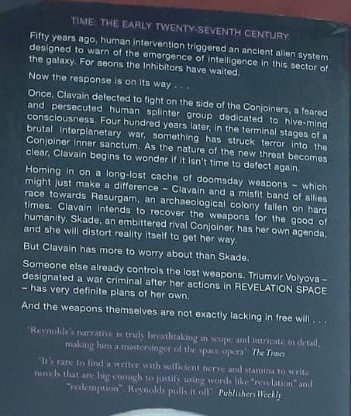 TIME: THE EARLY TWENTY-SEVENTH CENTURY
Fifty years ago, human intervention triggered an ancient alien system
designed to warn of the emergence of intelligence in this sector of
the galaxy. For aeons the Inhibitors have waited.
Now the response is on its way . . .
Once, Clavain defected to fight on the side of the Conjoiners, a feared
and persecuted human splinter group dedicated to hive-mind
consciousness. Four hundred years later, in the terminal stages of a
brutal interplanetary war, something has struck terror into the
Conjoiner inner sanctum. As the nature of the new threat becomes
clear, Clavain begins to wonder if it isn't time to defect again.
Homing in on a long-lost cache of doomsday weapons – which
might just make a difference – Clavain and a misfit band of allies
race towards Resurgam, an archaeological colony fallen on hard
times. Clavain intends to recover the weapons for the good of
humanity. Skade, an embittered rival Conjoiner, has her own agenda,
and she will distort reality itself to get her way.
But Clavain has more to worry about than Skade.
Someone else already controls the lost weapons. Triumvir Volyova –
designated a war criminal after her actions in REVELATION SPACE
– has very definite plans of her own.
And the weapons themselves are not exactly lacking in free will . . .
'Reynolds's narrative is truly breathtaking in scope and intricate in detail,
making him a mastersinger of the space opera' The Times
'It's rare to find a writer with sufficient nerve and stamina to write
novels that are big enough to justify using words like "revelation" and
"redemption". Reynolds pulls it off' Publishers Weekly